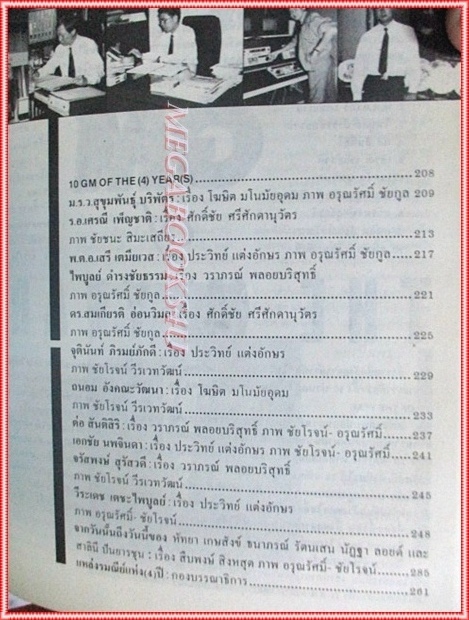 10 GM OF THE (4) YEAR(S)............208
ม.ร.ว.สุขุมพันธุ์ บริพัตร : เรื่อง โฆษิต มโนมัยอุดม ภาพ อรุณรัศมิ์ ชัยกูล 209
ร.อ.เศรณี เพ็ญชาติ : เรื่อง ศักดิ์ชัย ศรีศักดานุวัตร
ภาพ ชัยชนะ สิมะเสถียร............213
พ.ต.อ.เสรี เตมียเวส : เรื่อง ประวิทย์ แต่งอักษร ภาพ อรุณรัศมิ์ ชัยกูล......217
ไพบูลย์ ดำรงชัยธรรม : เรื่อง วราภรณ์ พลอยบริสุทธิ์
ภาพ อรุณรัศมิ์ ชัยกูล............221
ดร.สมเกียรติ อ่อนวิมล : เรื่อง ศักดิ์ชัย ศรีศักดานุวัตร
ภาพ อรุณรัศมิ์ ชัยกูล............225
จุตินันท์ ภิรมย์ภักดี : เรื่อง ประวิทย์ แต่งอักษร
ภาพ ชัยโรจน์ วีรเวทวัฒน์............229
ถนอม อังคณะวัฒนา : เรื่อง โฆษิต มโนมัยอุดม
ภาพ ชัยโรจน์ วีรเวทวัฒน์............233
ต่อ สันติสิริ : เรื่อง วราภรณ์ พลอยบริสุทธิ์ ภาพ ชัยโรจน์- อรุณรัศมิ์......237
เอกชัย นพจินดา : เรื่อง ประวิทย์ แต่งอักษร ภาพ ชัยโรจน์- อรุณรัศมิ์......241
จรัสพงษ์ สุรัสวดี : เรื่อง วราภรณ์ พลอยบริสุทธิ์
ภาพ ชัยโรจน์ วีรเวทวัฒน์............245
วีระเดช เตชะไพบูลย์ : เรื่อง ประวิทย์ แต่งอักษร
ภาพ อรุณรัศมิ์- ชัยโรจน์............248
จากวันนั้นถึงวันนี้ของ หัทยา เกษสังข์ ธนาภรณ์ รัตนเสน นัฏฐา ลอยด์ และ
สาธินี ปิ่นยารชุน : เรื่อง สืบพงษ์ สิงหสุต ภาพ อรุณรัศมิ์- ชัยโรจน์......285
แหล่งรมณีย์แห่ง(4)ปี : กองบรรณาธิการ............261
MEGABOOKS4U